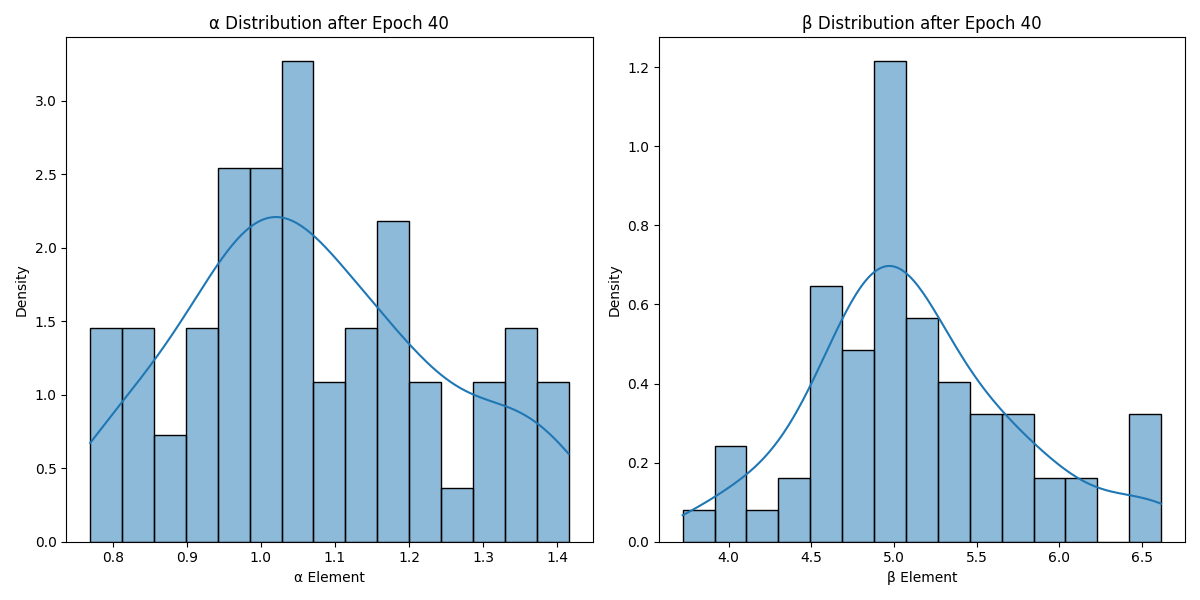 α Distribution after Epoch 40
Density
3.0
2.5
2.0
1.5
1.0
0.5
0.0
0.8 0.9 1.0 1.1 1.2 1.3 1.4
α Element
β Distribution after Epoch 40
Density
1.2
1.0
0.8
0.6
0.4
0.2
0.0
4.0 4.5 5.0 5.5 6.0 6.5
β Element